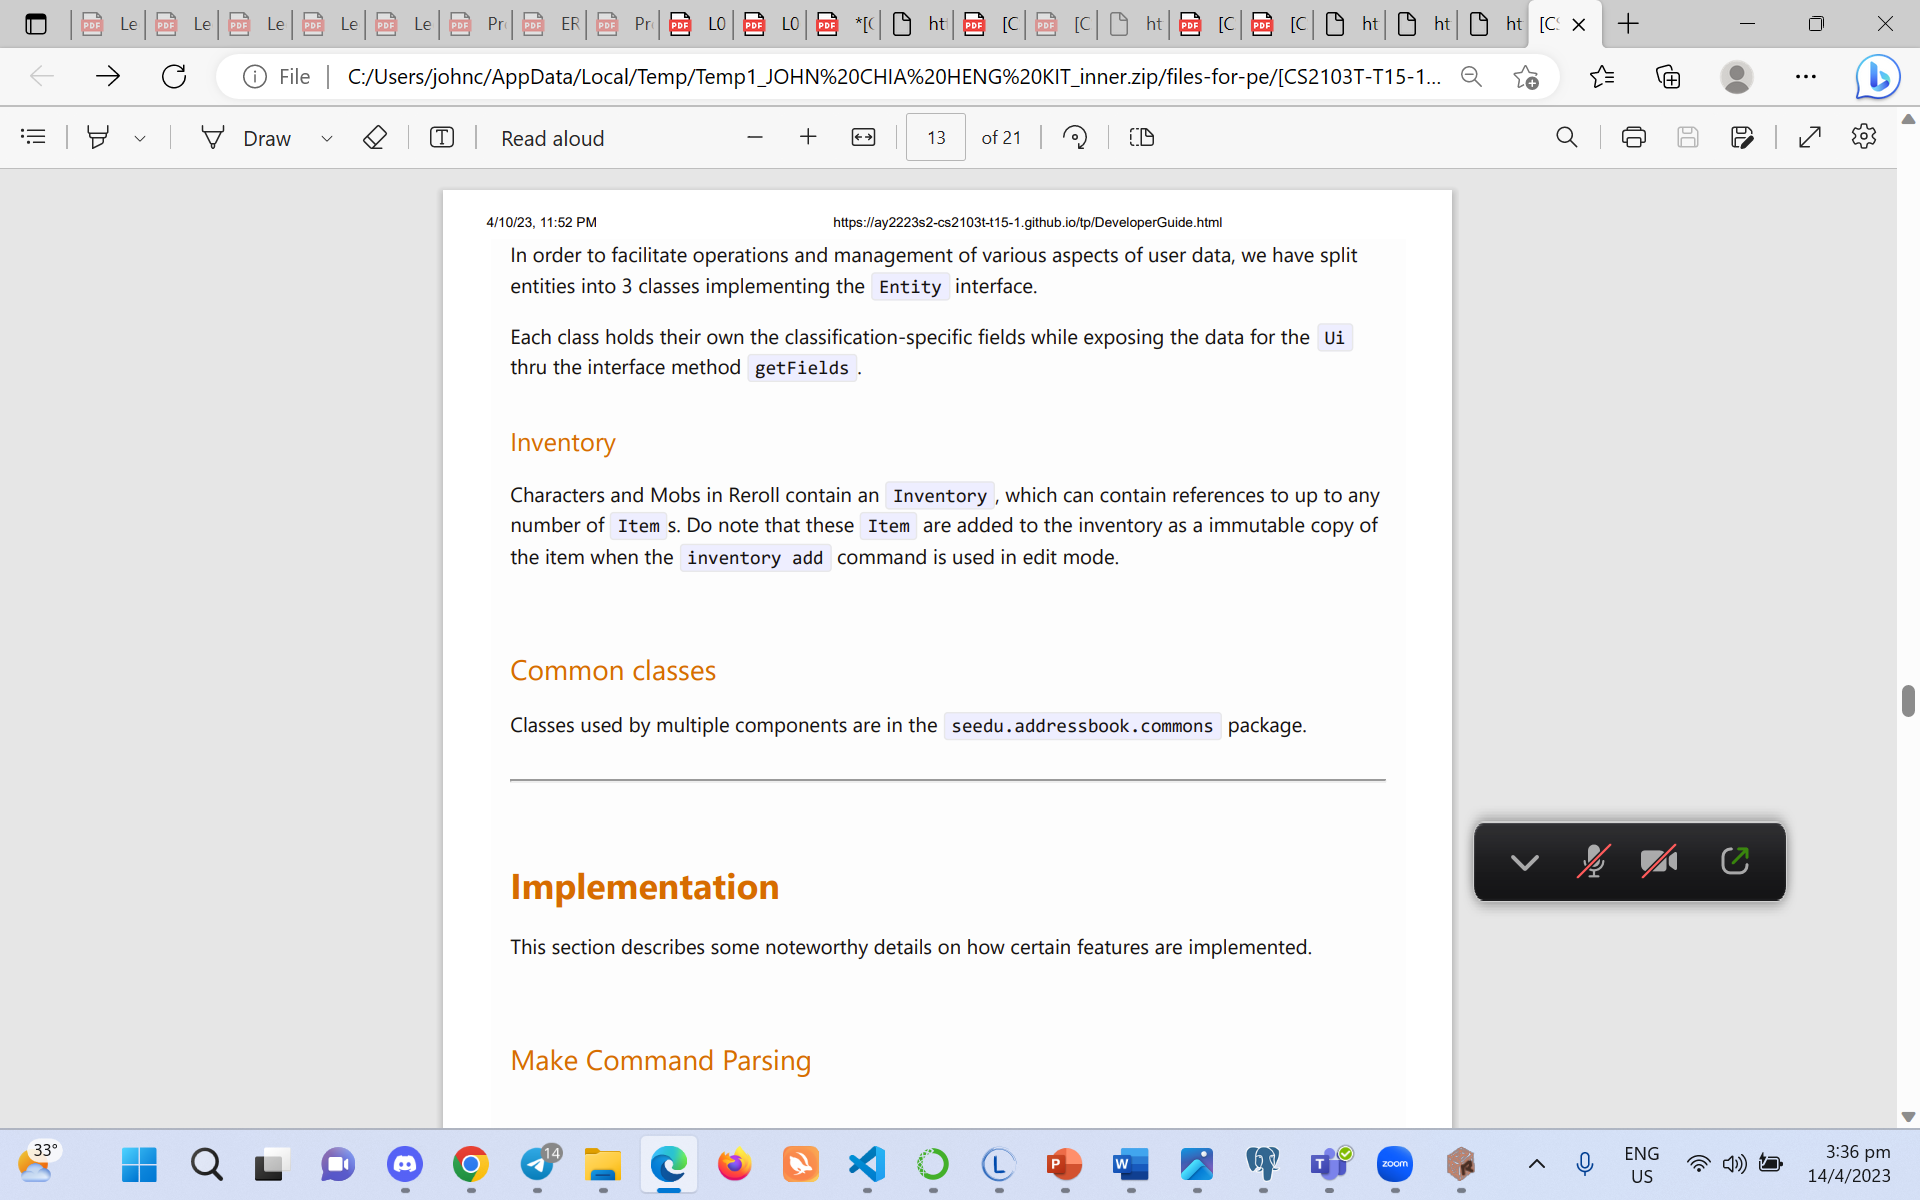 Le Le Le Le Le Pr ER Pr L0 L0 *[C ht [C [C ht [C [C ht ht ht [CS
File C:/Users/johnc/AppData/Local/Temp/Temp1_JOHN%20CHIA%20HENG%20KIT_inner.zip/files-for-pe/[CS2103T-T15-1...
Draw Read aloud 13 of 21
4/10/23, 11:52 PM https://ay2223s2-cs2103t-t15-1.github.io/tp/DeveloperGuide.html
In order to facilitate operations and management of various aspects of user data, we have split
entities into 3 classes implementing the Entity interface.
Each class holds their own the classification-specific fields while exposing the data for the Ui
thru the interface method getFields .
Inventory
Characters and Mobs in Reroll contain an Inventory , which can contain references to up to any
number of Item s. Do note that these Item are added to the inventory as a immutable copy of
the item when the inventory add command is used in edit mode.
Common classes
Classes used by multiple components are in the seedu.addressbook.commons package.
Implementation
This section describes some noteworthy details on how certain features are implemented.
Make Command Parsing
33°
14
zoom
ENG
US
3:36 pm
14/4/2023